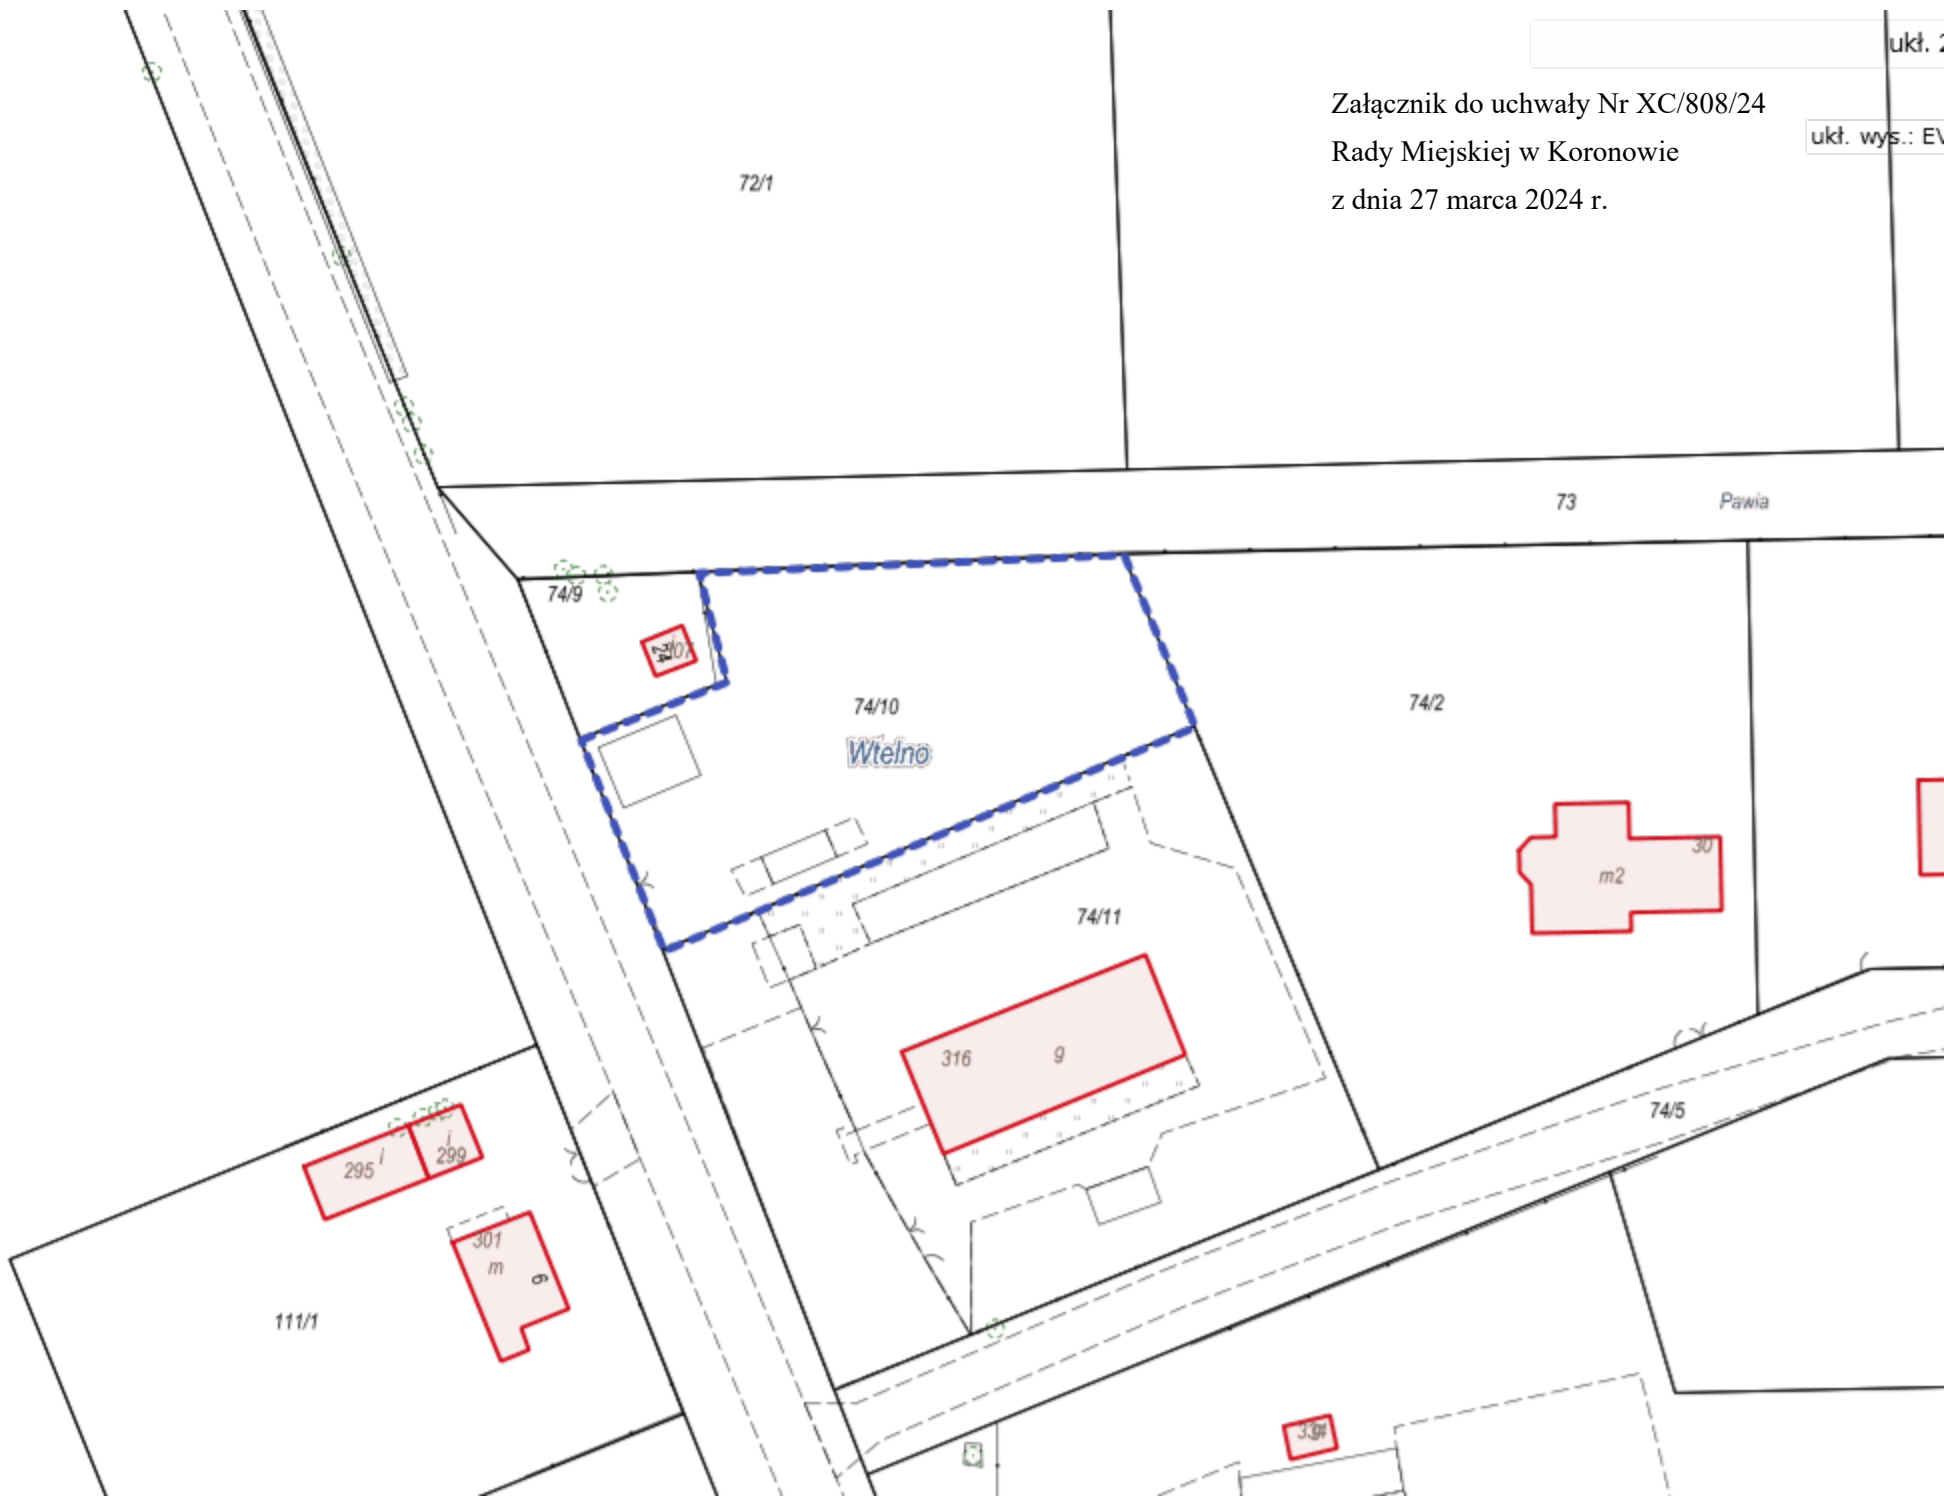 ukł. 2
Załącznik do uchwały Nr XC/808/24
ukł. wys.: EV
Rady Miejskiej w Koronowie
72/1
z dnia 27 marca 2024 r.
73
Pawia
74/9
74/10
74/2
Wtelno
30
m2
74/11
316
g
74/5
i
299
295
i
301
m
6
111/1